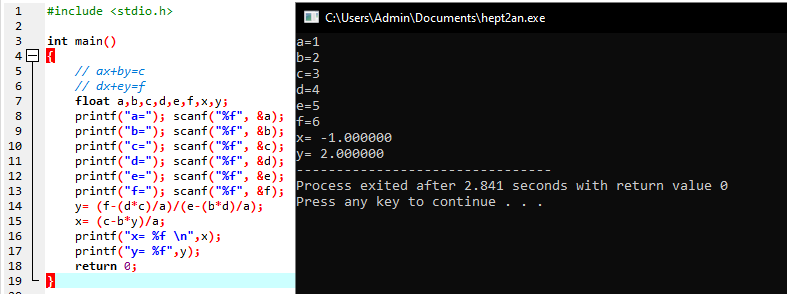 1 #include <stdio.h>
2
3 int main()
4 {
5 // ax+by=c
6 // dx+ey=f
7 float a,b,c,d,e,f,x,y;
8 printf("a="); scanf("%f", &a);
9 printf("b="); scanf("%f", &b);
10 printf("c="); scanf("%f", &c);
11 printf("d="); scanf("%f", &d);
12 printf("e="); scanf("%f", &e);
13 printf("f="); scanf("%f", &f);
14 y= (f-(d*c)/a)/(e-(b*d)/a);
15 x= (c-b*y)/a;
16 printf("x= %f \n",x);
17 printf("y= %f",y);
18 return 0;
19 }
C:\Users\Admin\Documents\hept2an.exe
a=1
b=2
c=3
d=4
e=5
f=6
x= -1.000000
y= 2.000000
--------------------------------
Process exited after 2.841 seconds with return value 0
Press any key to continue . . .